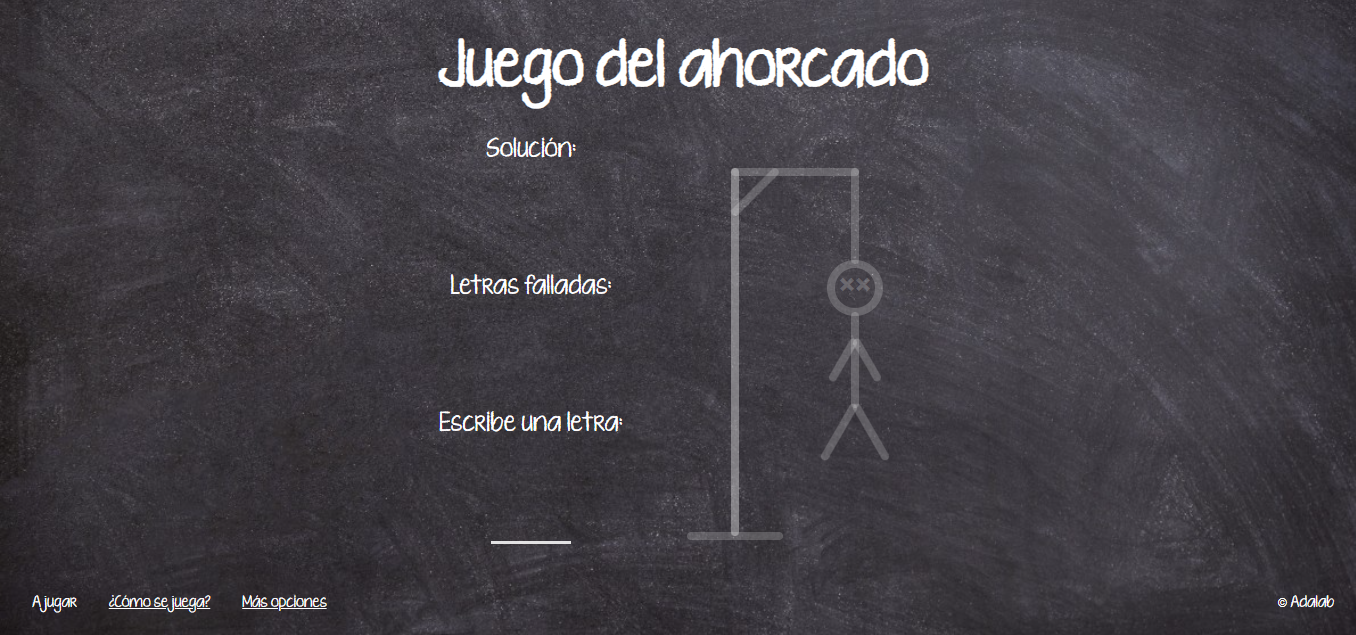 Juego del ahorcado
Solución:
Letras falladas:
Escribe una letra:
A jugar
¿Cómo se juega?
Más opciones
© Adalab